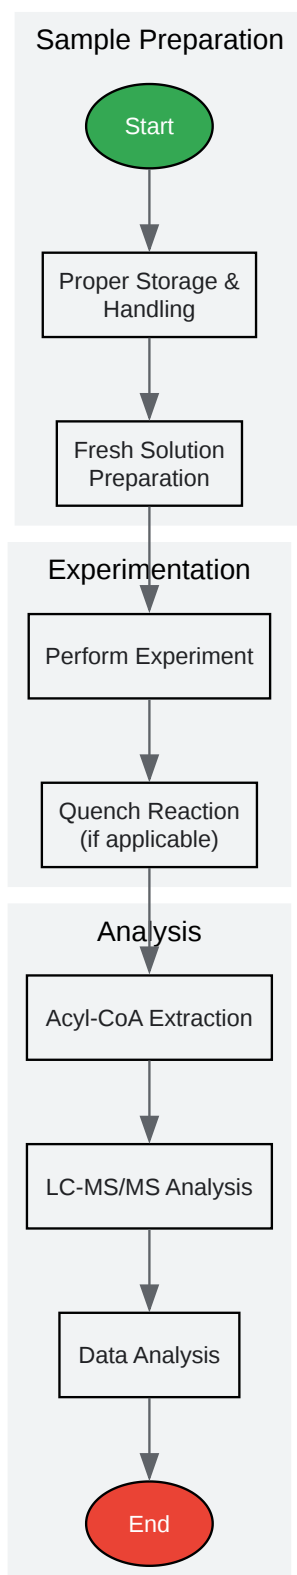 Sample Preparation
Start
Proper Storage &
Handling
Fresh Solution
Preparation
Experimentation
Perform Experiment
Quench Reaction
(if applicable)
Analysis
Acyl-CoA Extraction
LC-MS/MS Analysis
Data Analysis
End